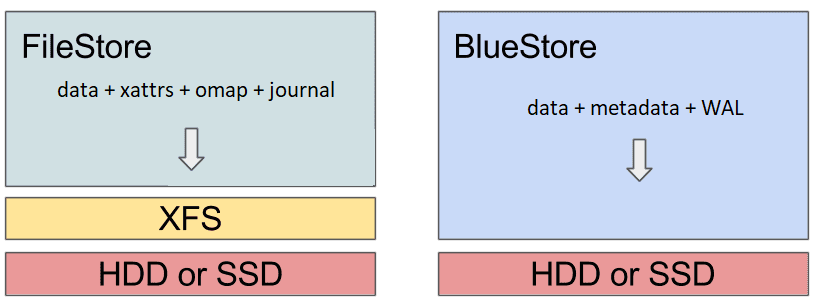 FileStore
data + xattrs + omap + journal
XFS
HDD or SSD
BlueStore
data + metadata + WAL
HDD or SSD